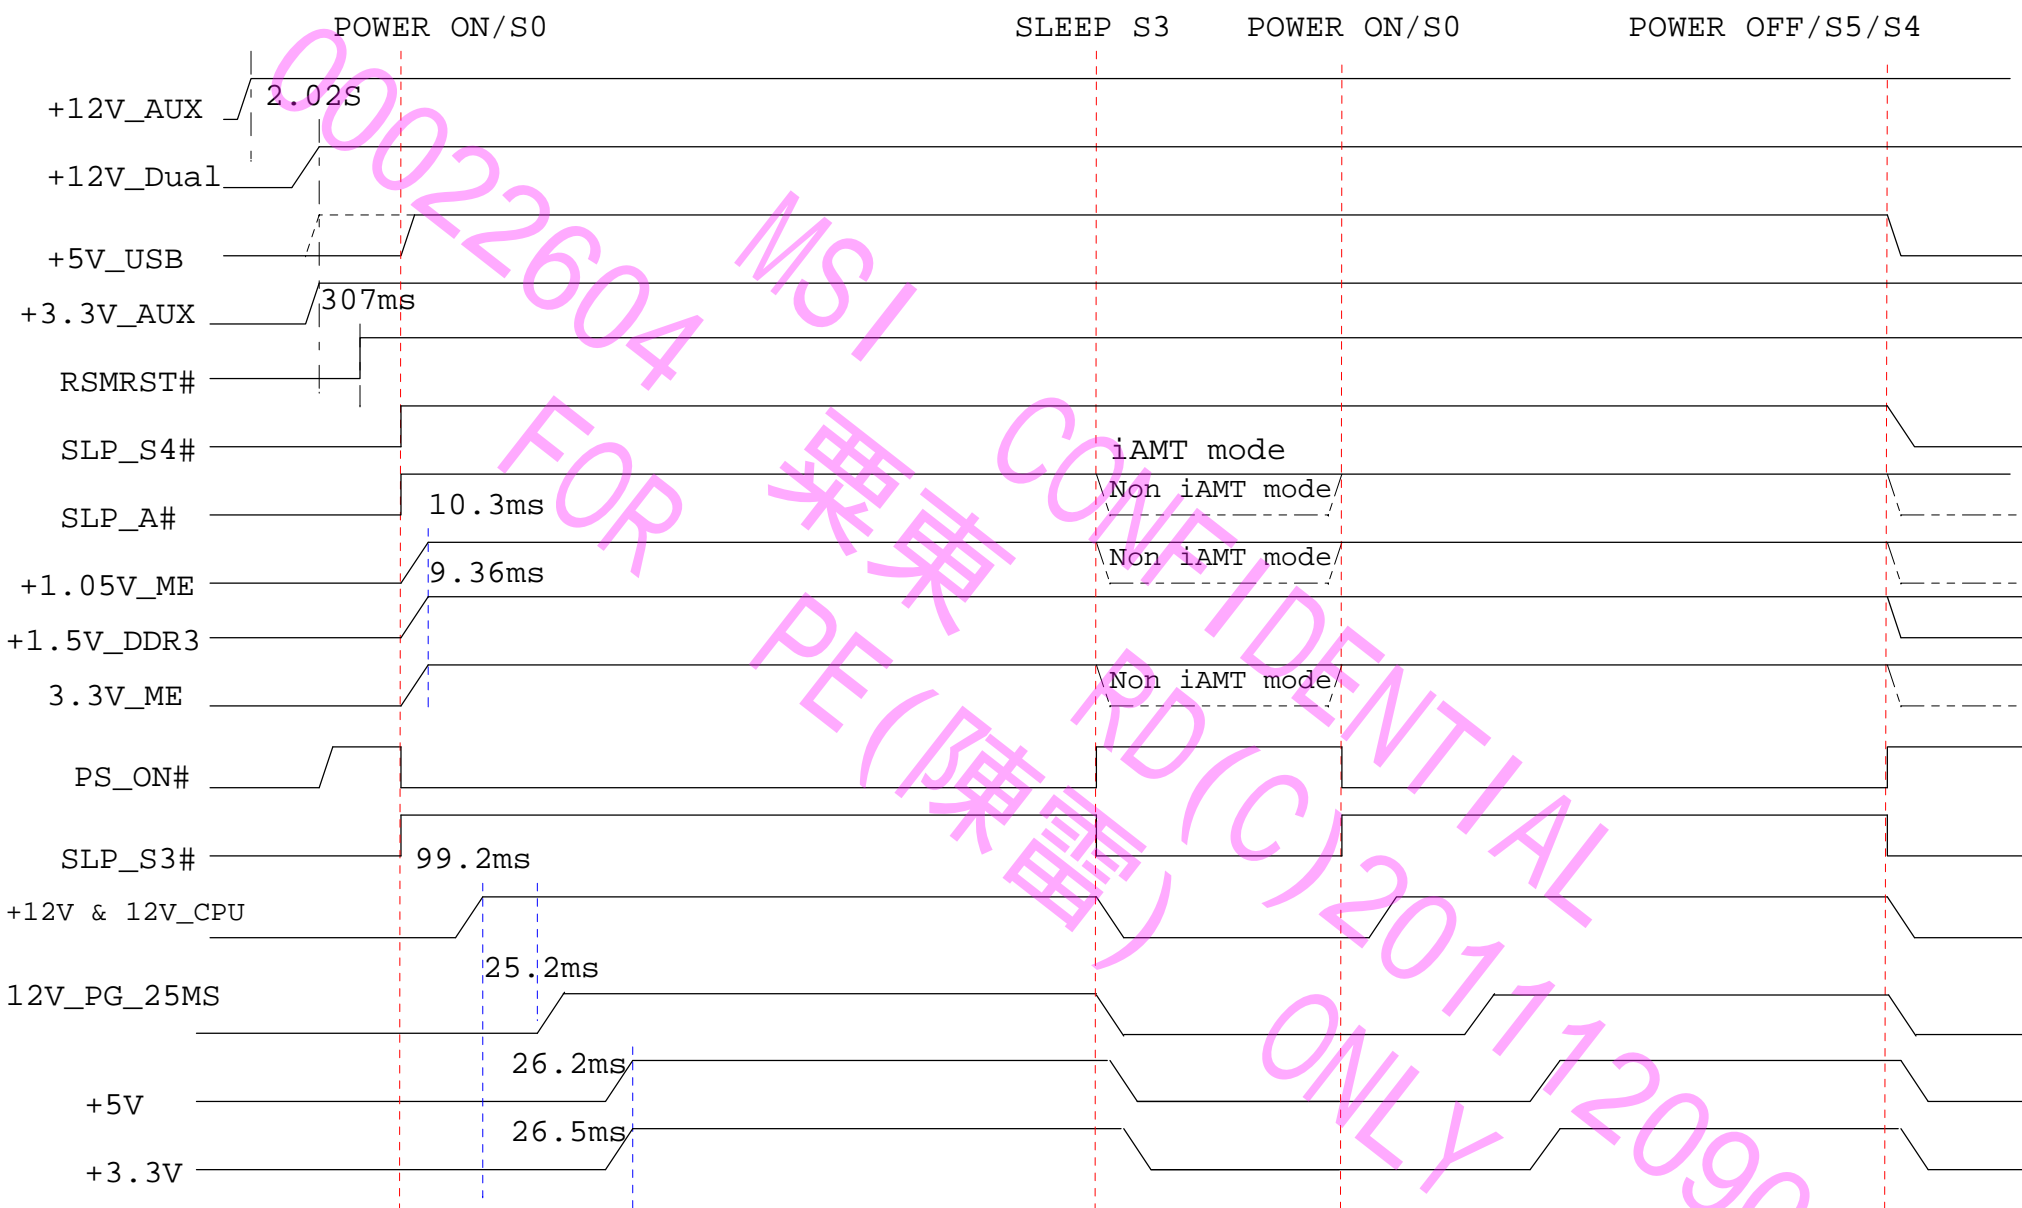 POWER ON/S0 SLEEP S3 POWER ON/S0 POWER OFF/S5/S4
+12V_AUX 2.02S
+12V_Dual
+5V_USB
+3.3V_AUX 307ms
RSMRST#
SLP_S4# iAMT mode
SLP_A# 10.3ms Non iAMT mode
+1.05V_ME 9.36ms Non iAMT mode
+1.5V_DDR3
3.3V_ME Non iAMT mode
PS_ON#
SLP_S3# 99.2ms
+12V & 12V_CPU
12V_PG_25MS 25.2ms
+5V 26.2ms
+3.3V 26.5ms
00022604
MSI CONFIDENTIAL
FOR 粟東 RD(C)201112090
PE(陳雷) ONLY